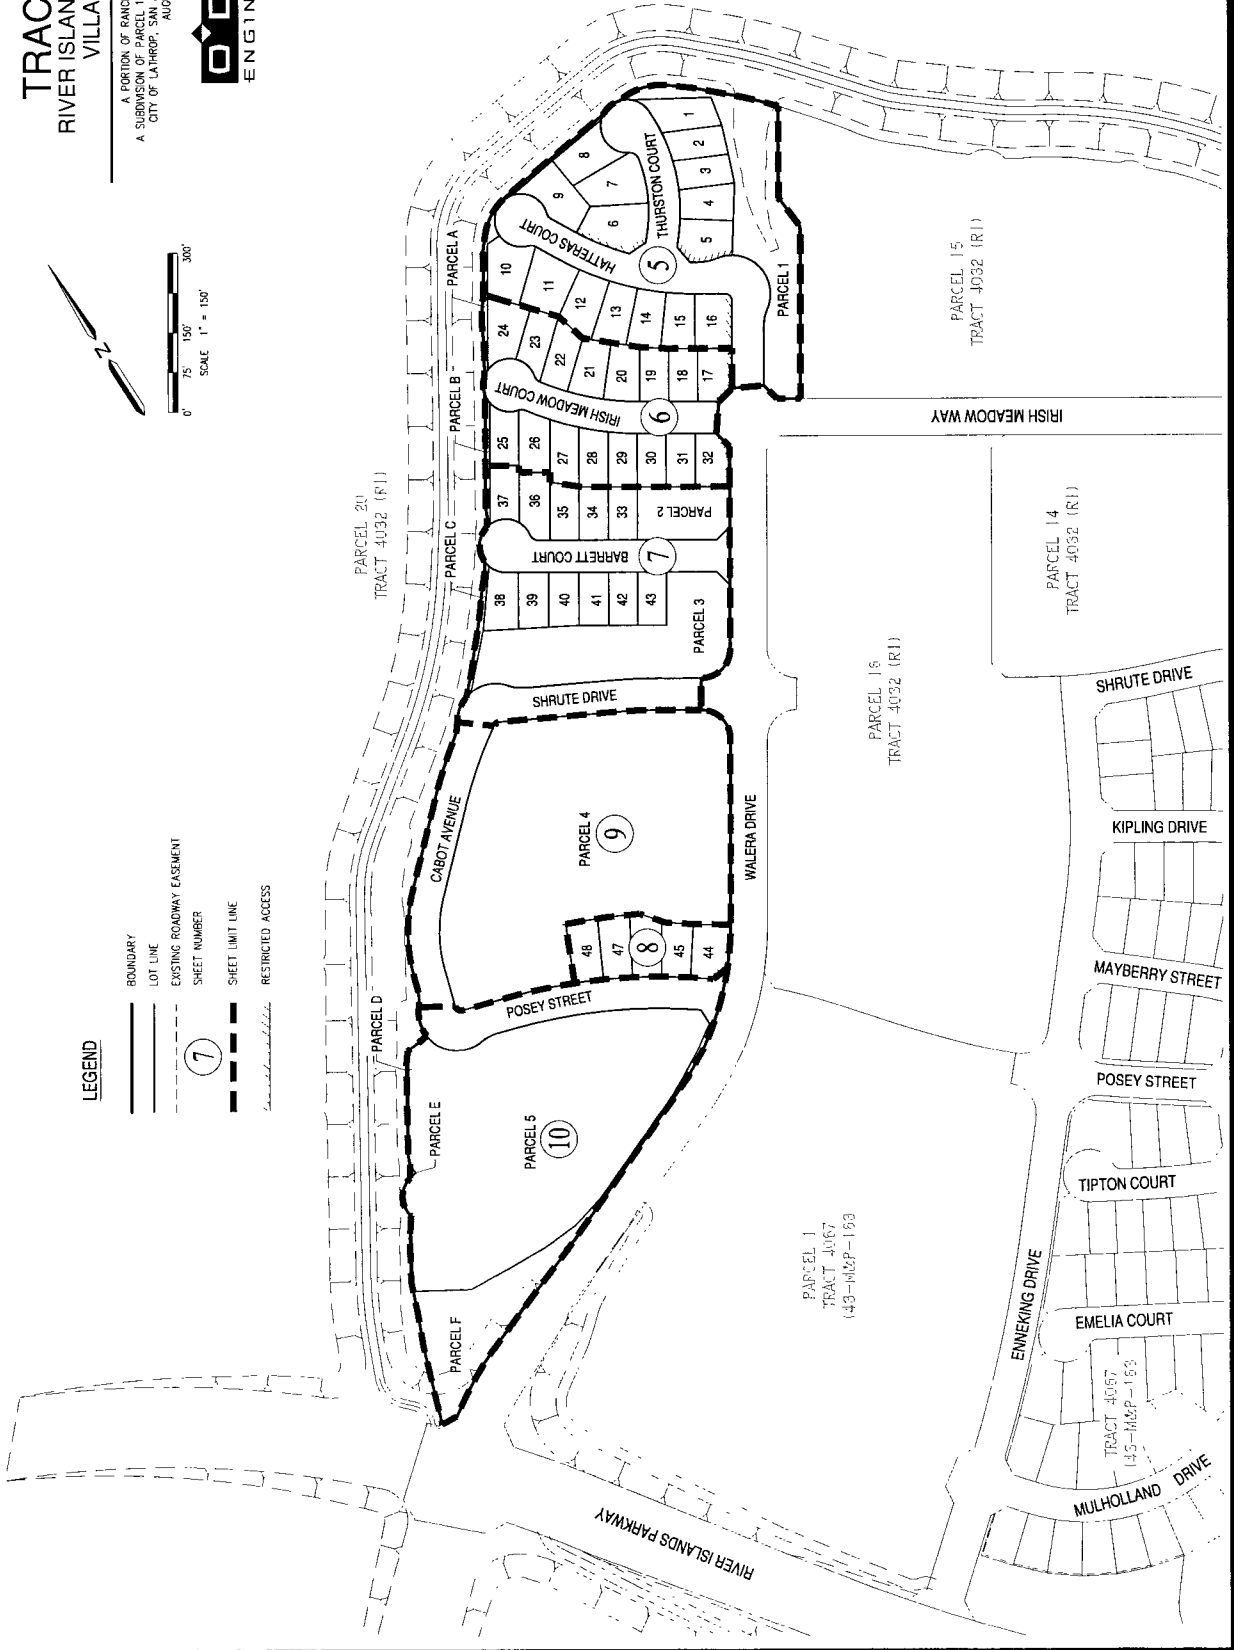 TRAC
RIVER ISLAN
VILLA
A PORTION OF RANC
A SUBDIVISION OF PARCEL 1
CITY OF LATHROP, SAN
AUG
O'D
ENGIN
N
0' 75' 150' 300'
SCALE 1" = 150'
LEGEND
BOUNDARY
LOT LINE
EXISTING ROADWAY EASEMENT
7 SHEET NUMBER
SHEET LIMIT LINE
RESTRICTED ACCESS
PARCEL 20
TRACT 4032 (R1)
PARCEL A
PARCEL B
PARCEL C
PARCEL D
PARCEL E
PARCEL F
1
2
3
4
5
6
7
8
9
THURSTON COURT
HATTERAS COURT
5
PARCEL 1
10
11
12
13
14
15
16
24
23
22
21
20
19
18
17
IRISH MEADOW COURT
6
25
26
27
28
29
30
31
32
37
36
35
34
33
PARCEL 2
BARRETT COURT
7
38
39
40
41
42
43
PARCEL 3
SHRUTE DRIVE
CABOT AVENUE
PARCEL 4
9
48
47
8
45
44
POSEY STREET
PARCEL 5
10
WALERA DRIVE
IRISH MEADOW WAY
PARCEL 15
TRACT 4032 (R1)
PARCEL 14
TRACT 4032 (R1)
PARCEL 16
TRACT 4032 (R1)
PARCEL 1
TRACT 4067
(43-M&P-163
SHRUTE DRIVE
KIPLING DRIVE
MAYBERRY STREET
POSEY STREET
TIPTON COURT
EMELIA COURT
ENNEKING DRIVE
TRACT 4067
(43-M&P-163
MULHOLLAND DRIVE
RIVER ISLANDS PARKWAY